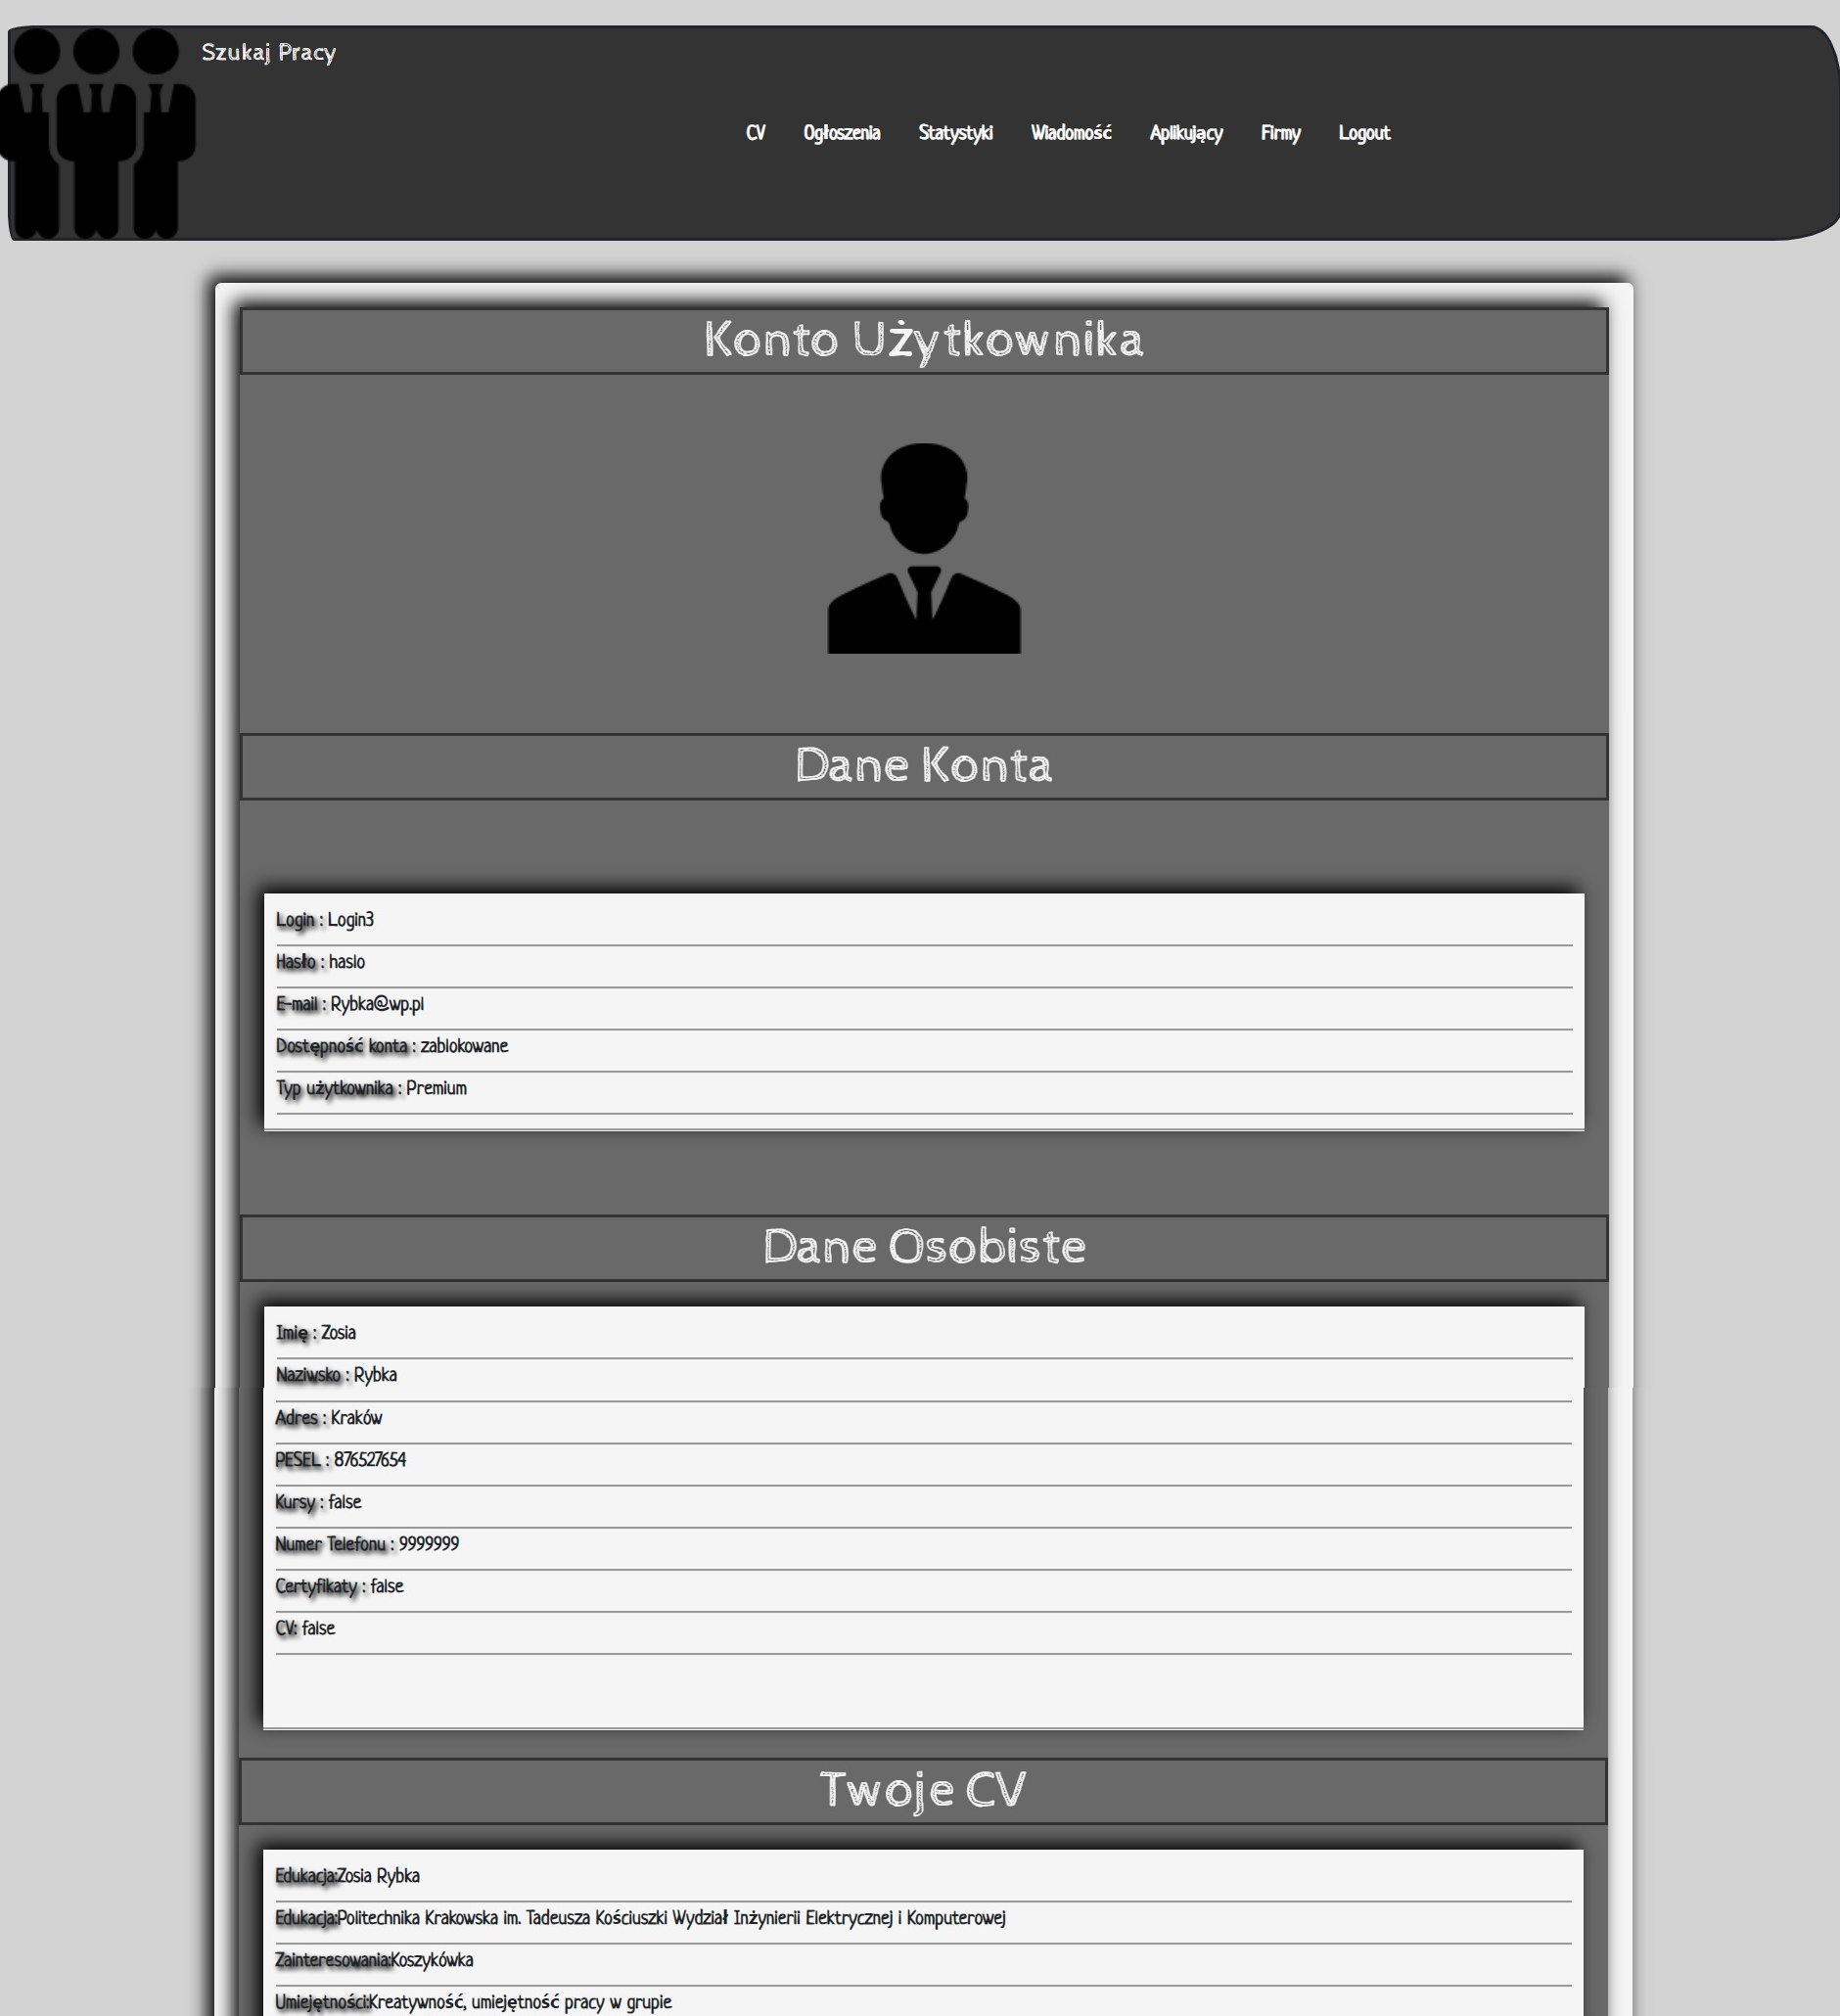 Szukaj Pracy
CV Ogłoszenia Statystyki Wiadomość Aplikujący Firmy Logout
Konto Użytkownika
Dane Konta
Login : Login3
Hasło : haslo
E-mail : Rybka@wp.pl
Dostępność konta : zablokowane
Typ użytkownika : Premium
Dane Osobiste
Imię : Zosia
Naziwsko : Rybka
Adres : Kraków
PESEL : 876527654
Kursy : false
Numer Telefonu : 9999999
Certyfikaty : false
CV: false
Twoje CV
Edukacja:Zosia Rybka
Edukacja:Politechnika Krakowska im. Tadeusza Kościuszki Wydział Inżynierii Elektrycznej i Komputerowej
Zainteresowania:Koszykówka
Umiejętności:Kreatywność, umiejętność pracy w grupie